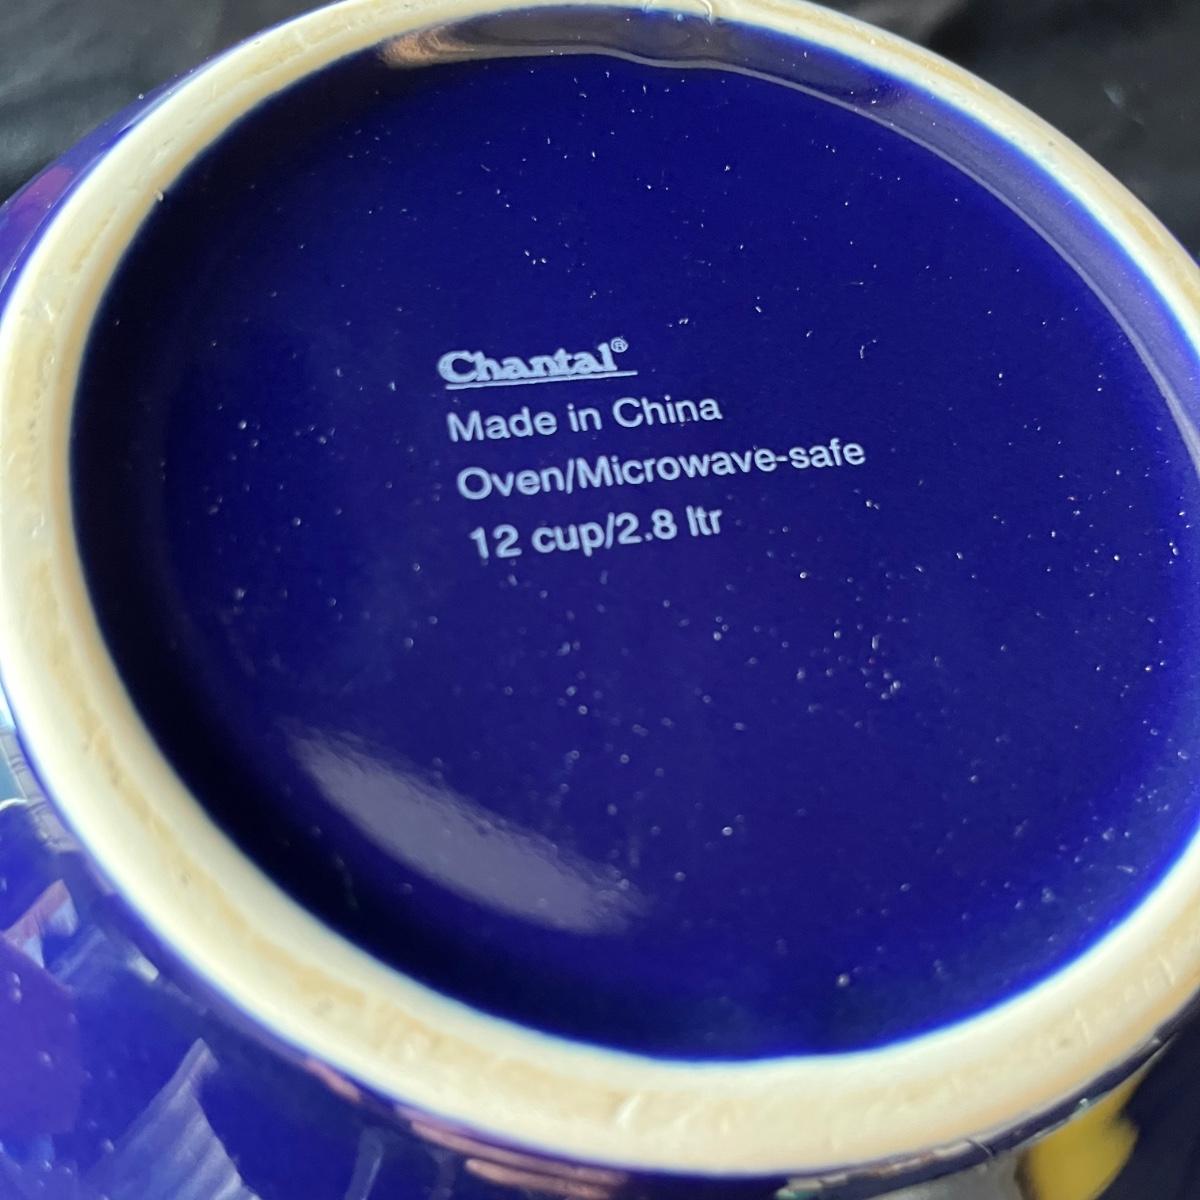 Chantal®
Made in China
Oven/Microwave-safe
12 cup/2.8 ltr